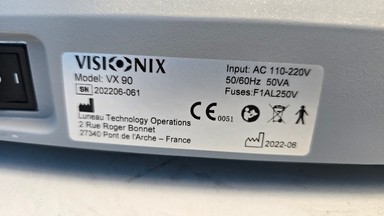 VISIONIX
Model: VX 90
SN 202206-061
Luneau Technology Operations
2 Rue Roger Bonnet
27340 Pont de l'Arche – France
Input: AC 110-220V
50/60Hz 50VA
Fuses:F1AL250V
CE 0051
2022-06